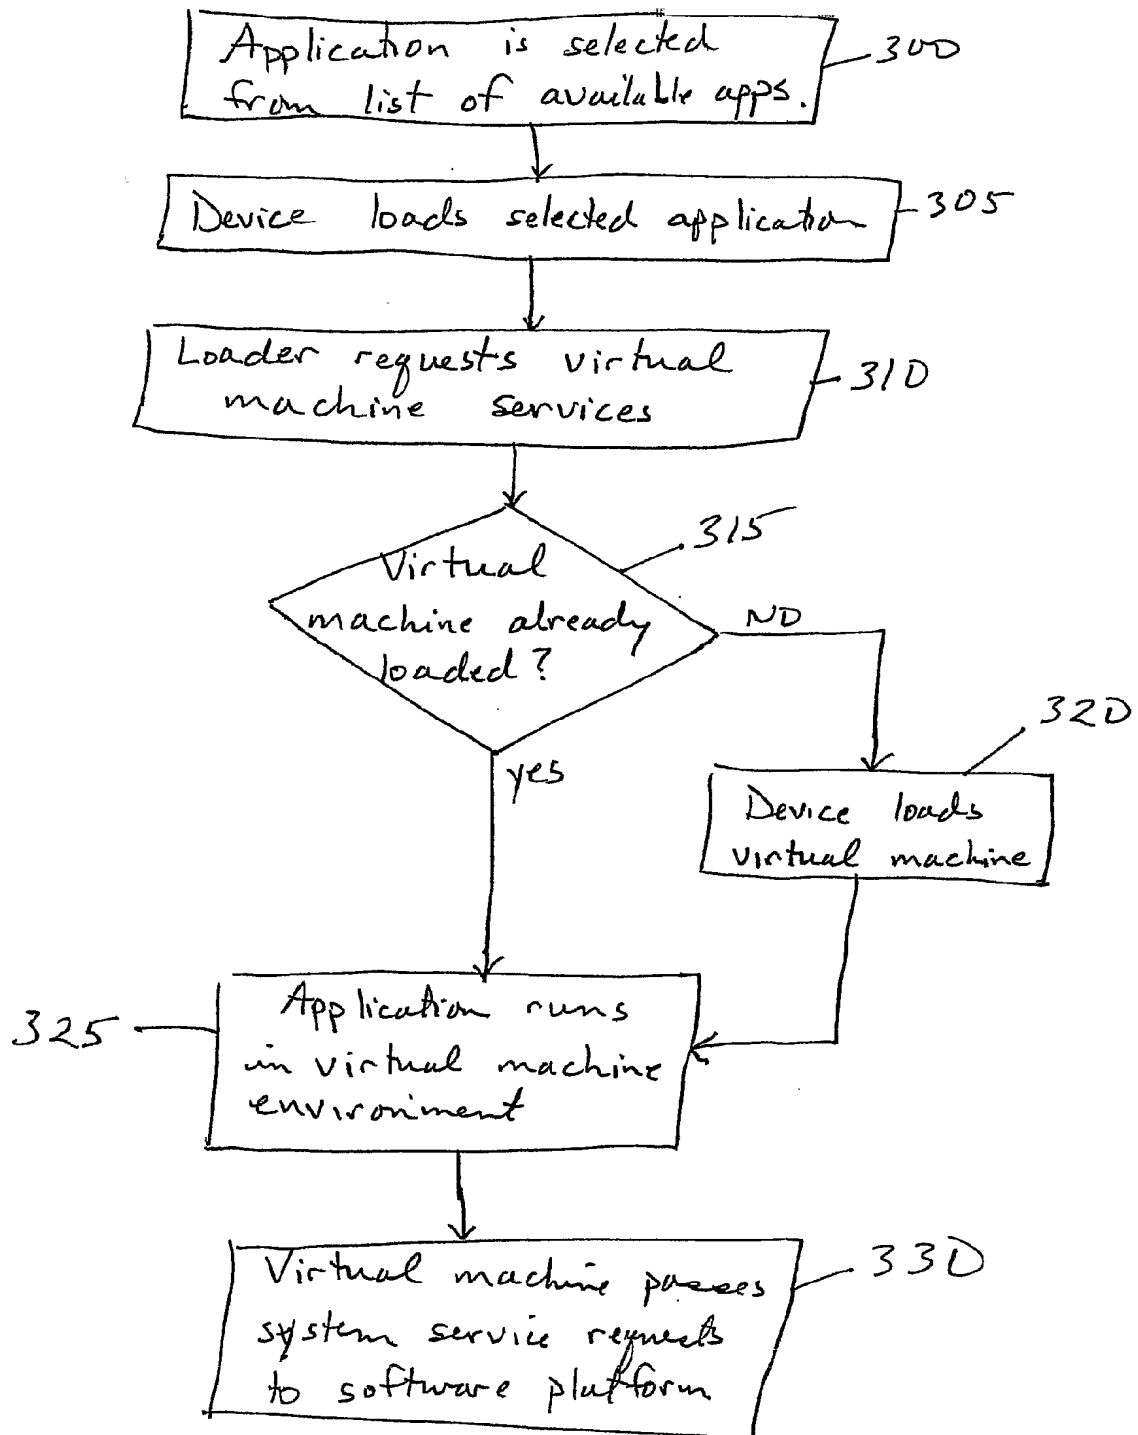 Application is selected
300
from list of available apps.
Device loads selected application
305
Loader requests virtual
310
machine services
315
Virtual
machine already
loaded?
NO
320
yes
Device loads
virtual machine
Application runs
325
in virtual machine
environment
Virtual machine passes
330
system service requests
to software platform